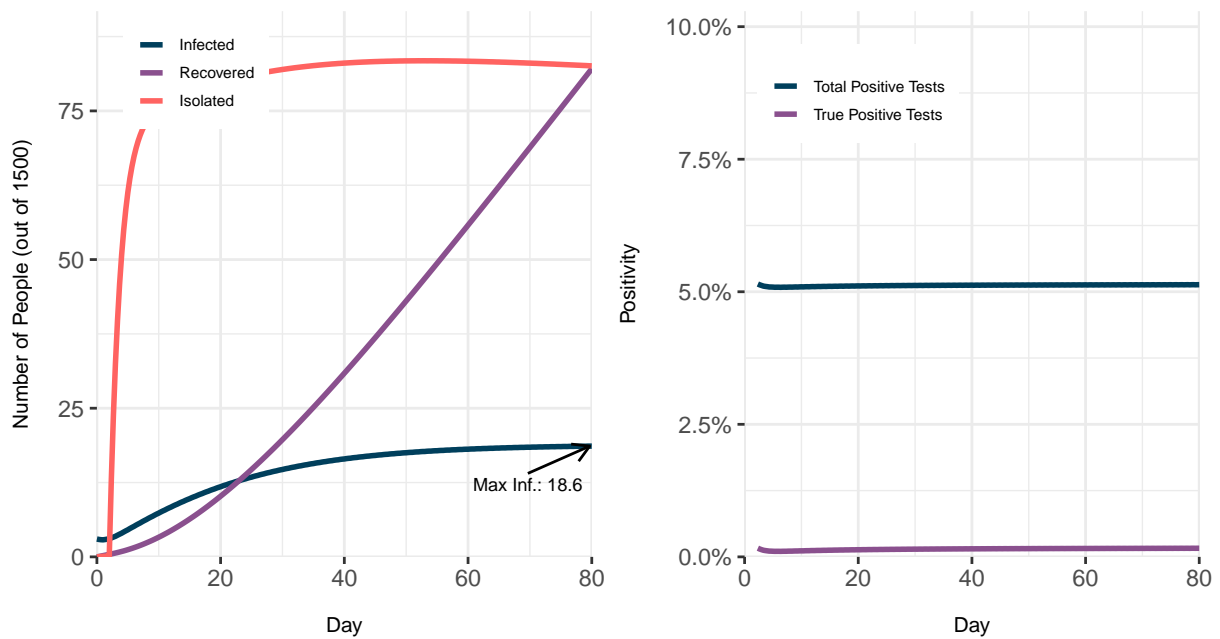 Number of People (out of 1500)
75
50
25
0
Infected
Recovered
Isolated
Max Inf.: 18.6
0 20 40 60 80
Day
Positivity
10.0%
7.5%
5.0%
2.5%
0.0%
Total Positive Tests
True Positive Tests
0 20 40 60 80
Day